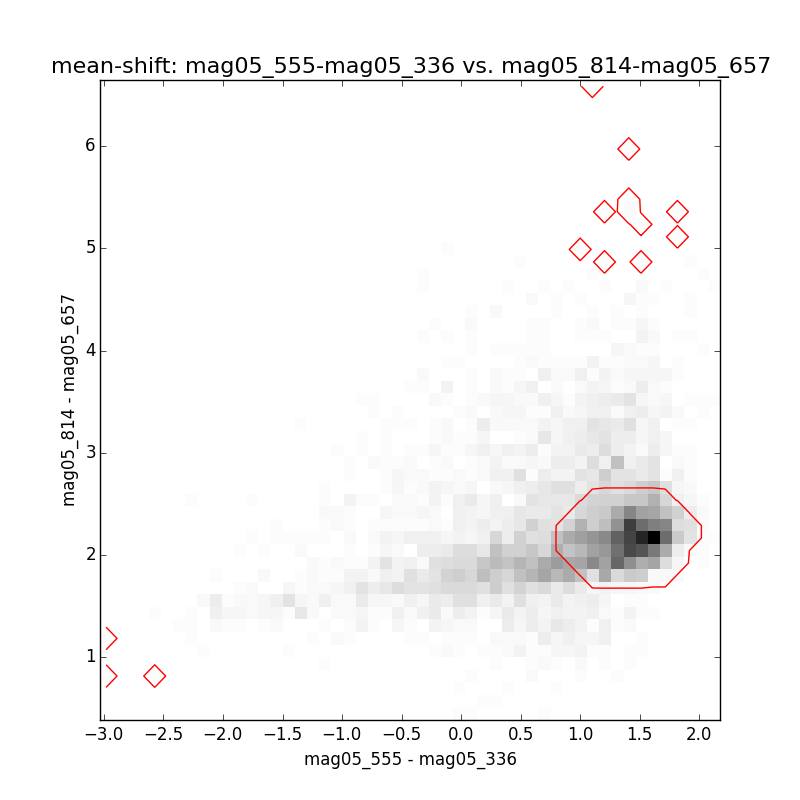 mean-shift: mag05_555-mag05_336 vs. mag05_814-mag05_657
6
5
4
3
2
1
mag05_814 - mag05_657
−3.0 −2.5 −2.0 −1.5 −1.0 −0.5 0.0 0.5 1.0 1.5 2.0
mag05_555 - mag05_336